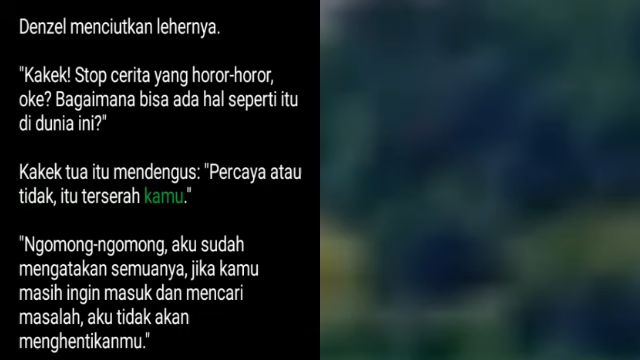 Denzel menciutkan lehernya.
"Kakek! Stop cerita yang horor-horor,
oke? Bagaimana bisa ada hal seperti itu
di dunia ini?"
Kakek tua itu mendengus: "Percaya atau
tidak, itu terserah kamu."
"Ngomong-ngomong, aku sudah
mengatakan semuanya, jika kamu
masih ingin masuk dan mencari
masalah, aku tidak akan
menghentikanmu."